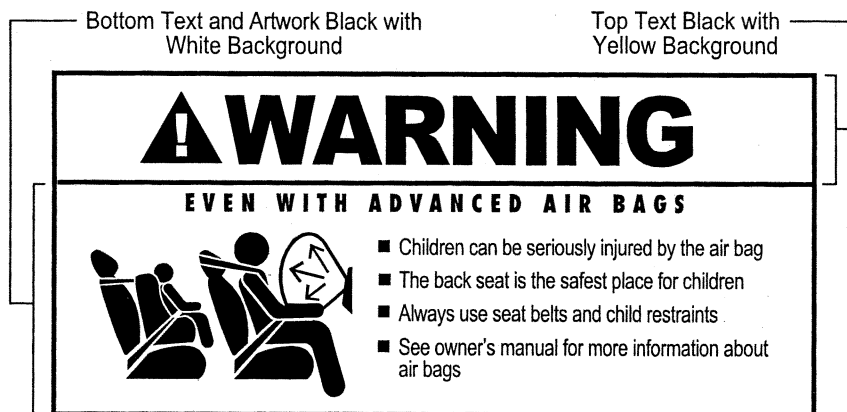 Bottom Text and Artwork Black with
White Background
Top Text Black with
Yellow Background
! WARNING
EVEN WITH ADVANCED AIR BAGS
■ Children can be seriously injured by the air bag
■ The back seat is the safest place for children
■ Always use seat belts and child restraints
■ See owner's manual for more information about
air bags